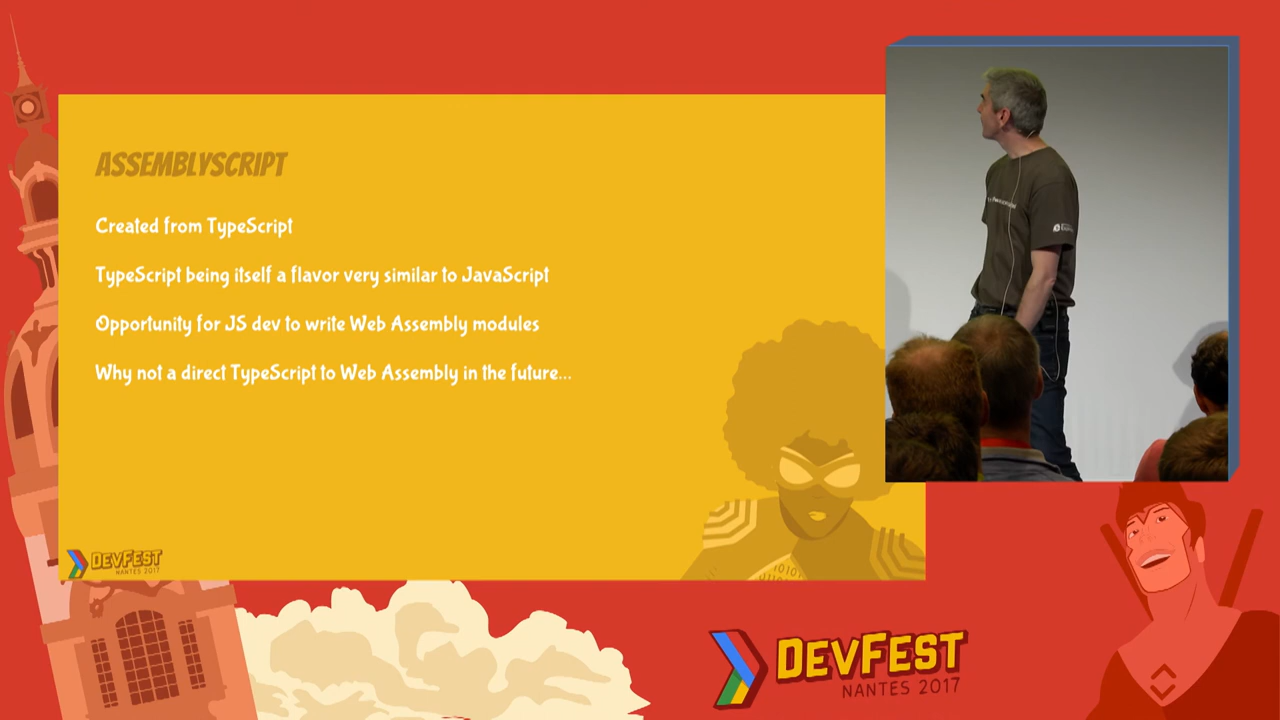 ASSEMBLYSCRIPT
Created from TypeScript
TypeScript being itself a flavor very similar to JavaScript
Opportunity for JS dev to write Web Assembly modules
Why not a direct TypeScript to Web Assembly in the future...
DEVFEST
NANTES 2017
DEVFEST
NANTES 2017